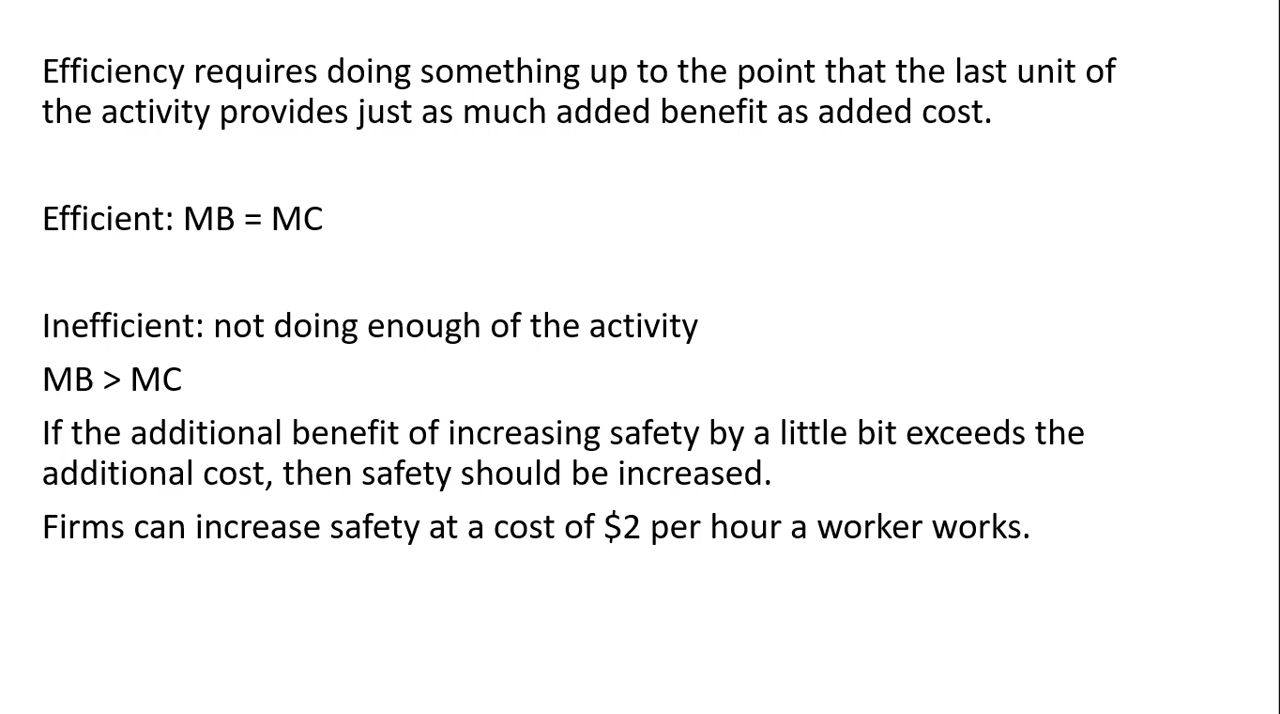 Efficiency requires doing something up to the point that the last unit of
the activity provides just as much added benefit as added cost.
Efficient: MB = MC
Inefficient: not doing enough of the activity
MB > MC
If the additional benefit of increasing safety by a little bit exceeds the
additional cost, then safety should be increased.
Firms can increase safety at a cost of $2 per hour a worker works.